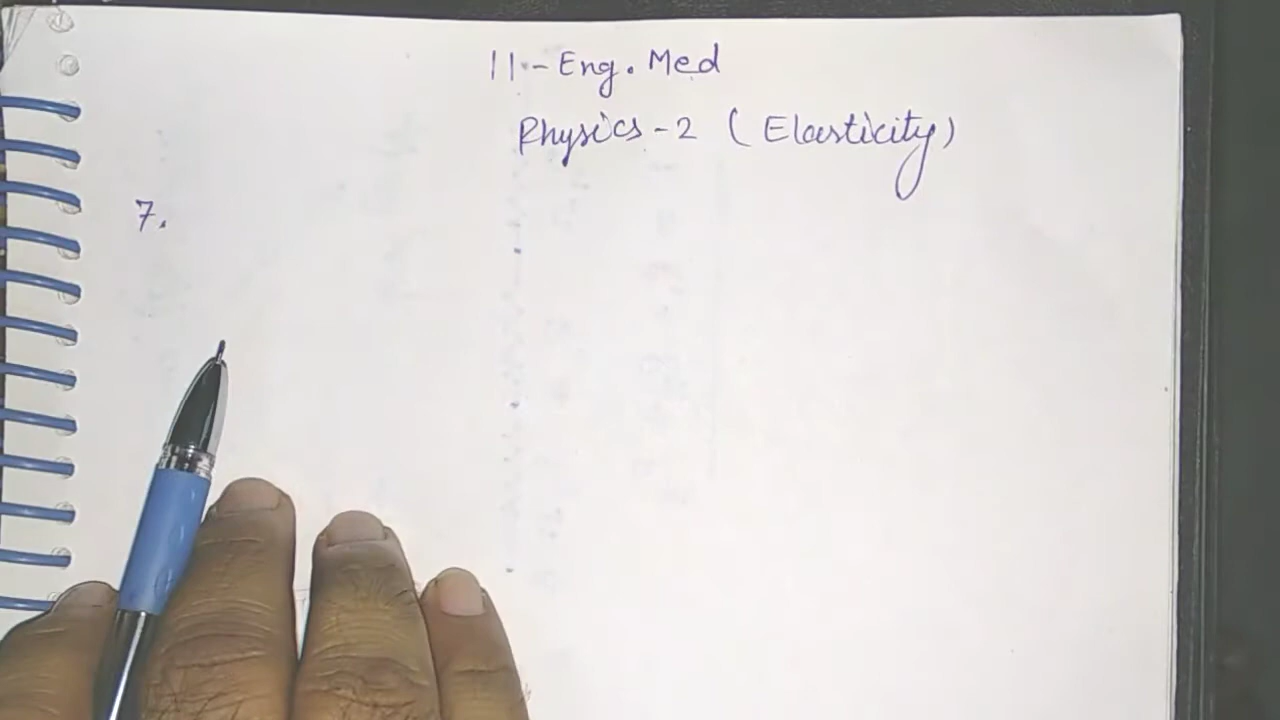 11 - Eng. Med
Physics - 2 ( Elasticity )
7.